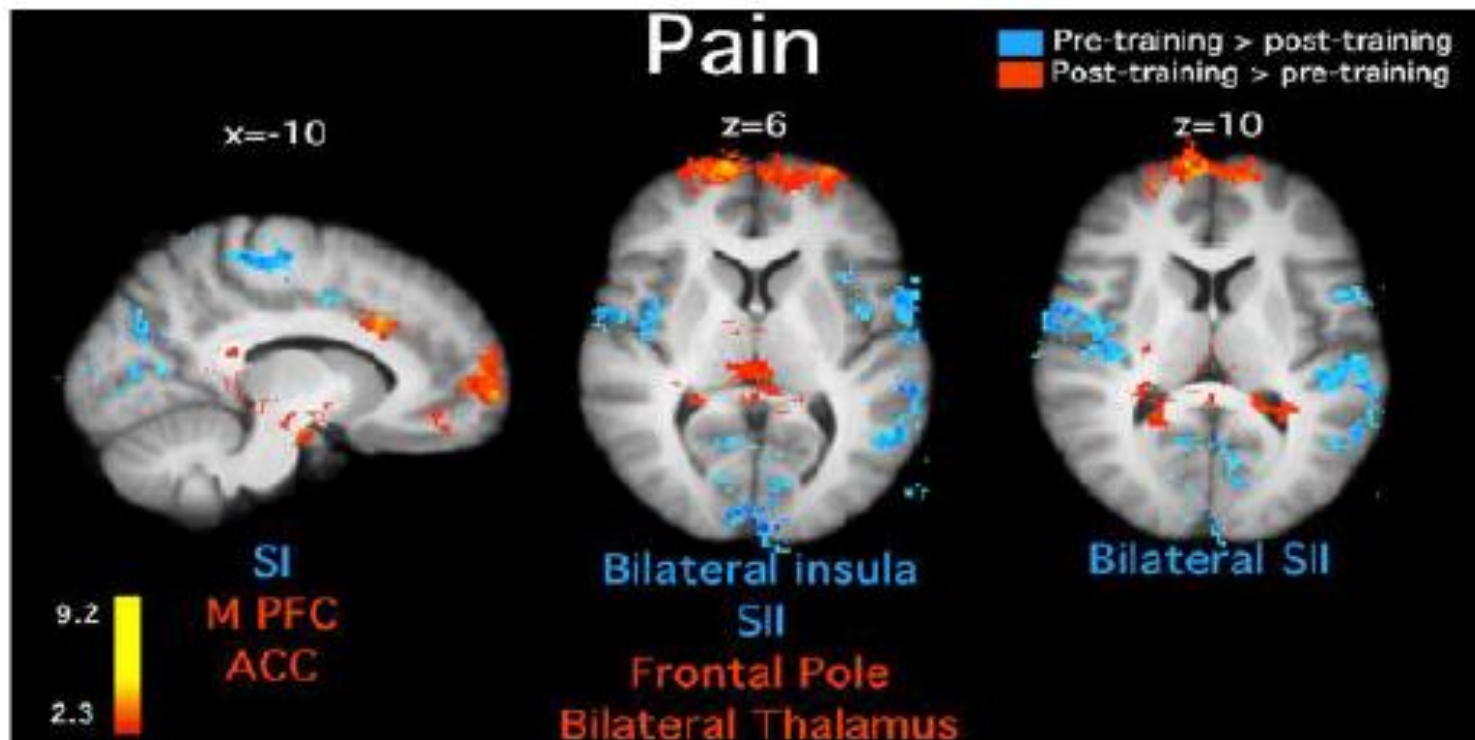 Pain
Pre-training > post-training
Post-training > pre-training
x=-10
z=6
z=10
SI
M PFC
ACC
9.2
2.3
Bilateral insula
SII
Frontal Pole
Bilateral Thalamus
Bilateral SII